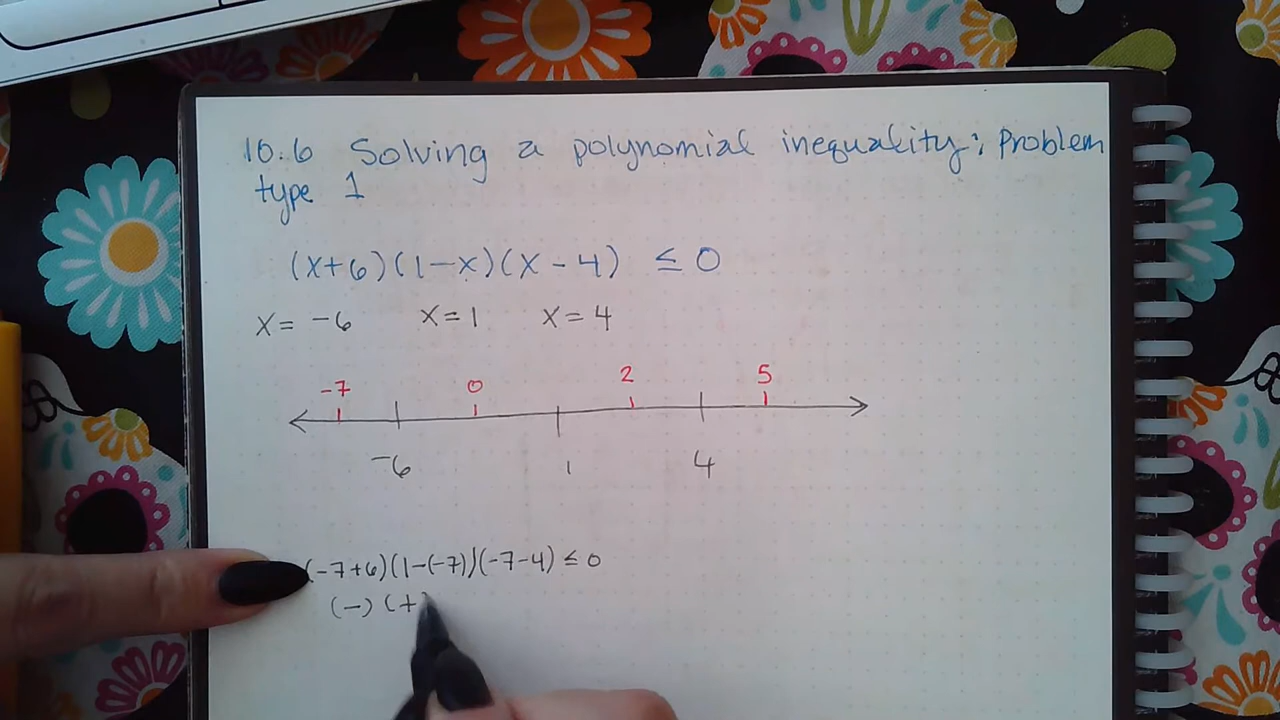 10.6 Solving a polynomial inequality: Problem
type 1
(x+6)(1-x)(x-4) ≤ 0
x = -6 x = 1 x = 4
-7 0 2 5
-6 1 4
(-7+6)(1-(-7))(-7-4) ≤ 0
(-)(+)